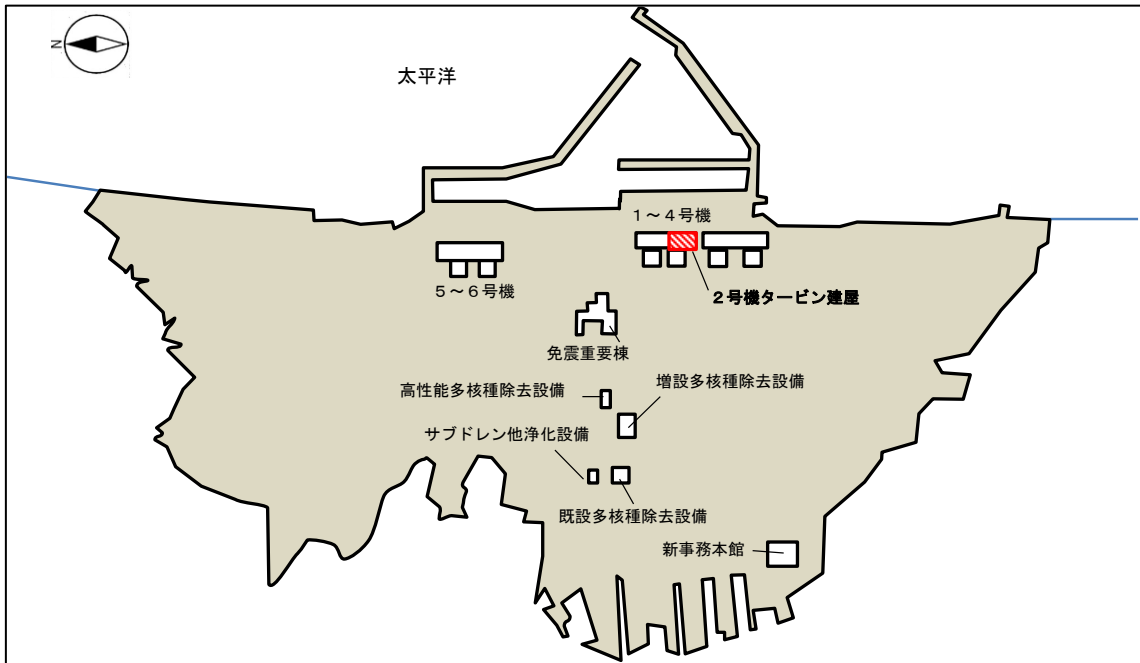 N
太平洋
1~4号機
5~6号機
2号機タービン建屋
免震重要棟
高性能多核種除去設備
増設多核種除去設備
サブドレン他浄化設備
既設多核種除去設備
新事務本館